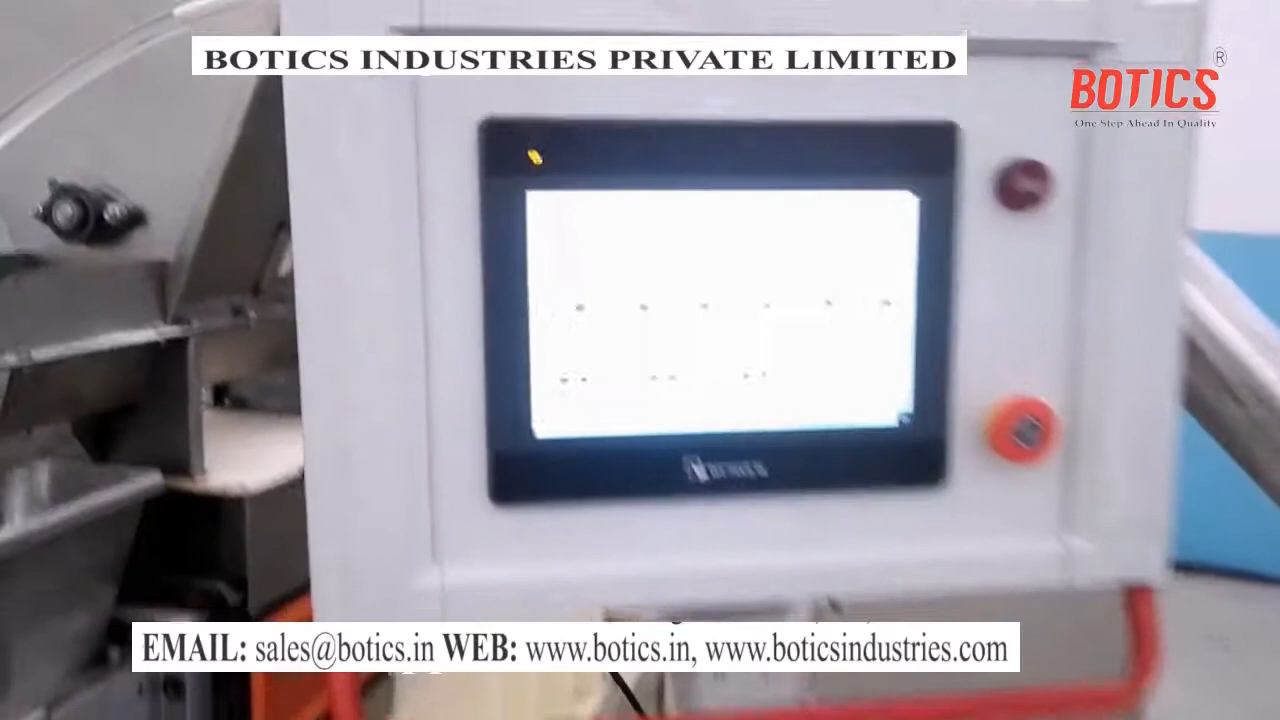 BOTICS INDUSTRIES PRIVATE LIMITED
BOTICS®
One Step Ahead In Quality
EMAIL: sales@botics.in WEB: www.botics.in, www.boticsindustries.com